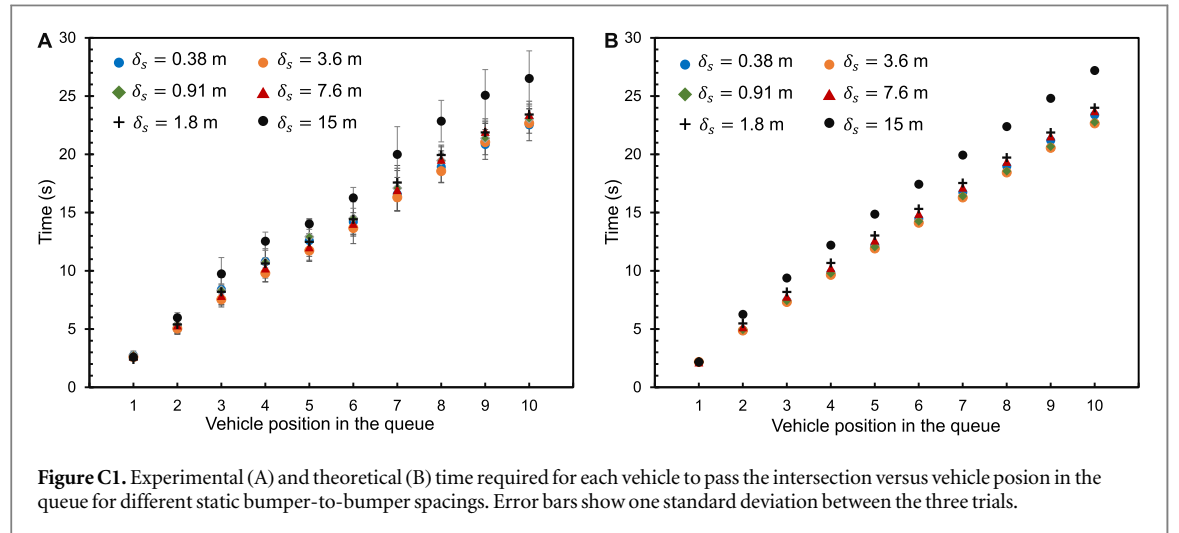 A
30
25
20
15
10
5
0
Time (s)
δs = 0.38 m
δs = 3.6 m
δs = 0.91 m
δs = 7.6 m
δs = 1.8 m
δs = 15 m
1 2 3 4 5 6 7 8 9 10
Vehicle position in the queue
B
30
25
20
15
10
5
0
Time (s)
δs = 0.38 m
δs = 3.6 m
δs = 0.91 m
δs = 7.6 m
δs = 1.8 m
δs = 15 m
1 2 3 4 5 6 7 8 9 10
Vehicle position in the queue
Figure C1. Experimental (A) and theoretical (B) time required for each vehicle to pass the intersection versus vehicle posion in the
queue for different static bumper-to-bumper spacings. Error bars show one standard deviation between the three trials.